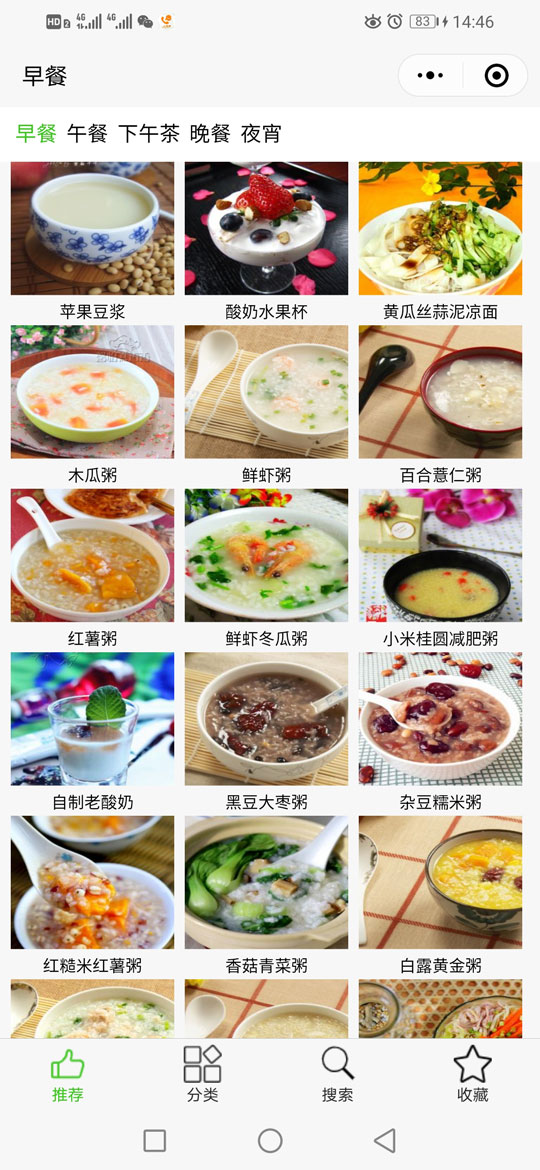 HD 2 4G 4G 83 14:46
早餐
早餐 午餐 下午茶 晚餐 夜宵
苹果豆浆 酸奶水果杯 黄瓜丝蒜泥凉面
木瓜粥 鲜虾粥 百合薏仁粥
红薯粥 鲜虾冬瓜粥 小米桂圆减肥粥
自制老酸奶 黑豆大枣粥 杂豆糯米粥
红糙米红薯粥 香菇青菜粥 白露黄金粥
推荐 分类 搜索 收藏